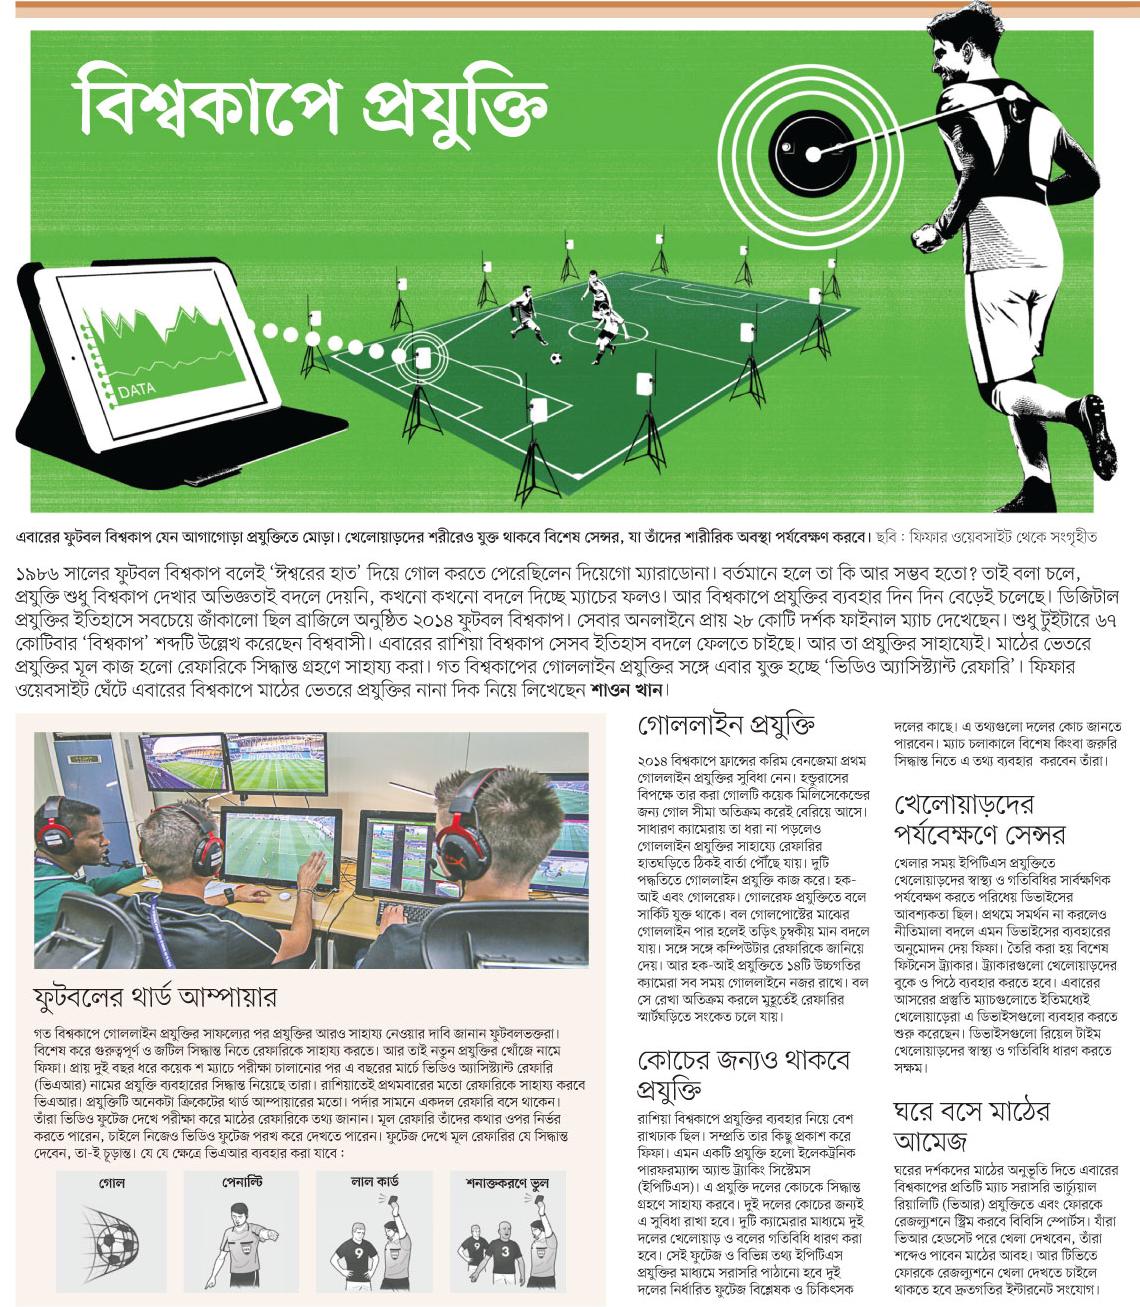 বিশ্বকাপে প্রযুক্তি
DATA
এবারের ফুটবল বিশ্বকাপ যেন আগাগোড়া প্রযুক্তিতে মোড়া। খেলোয়াড়দের শরীরেও যুক্ত থাকবে বিশেষ সেন্সর, যা তাঁদের শারীরিক অবস্থা পর্যবেক্ষণ করবে। ছবি : ফিফার ওয়েবসাইট থেকে সংগৃহীত
১৯৮৬ সালের ফুটবল বিশ্বকাপ বলেই ‘ঈশ্বরের হাত’ দিয়ে গোল করতে পেরেছিলেন দিয়েগো ম্যারাডোনা। বর্তমানে হলে তা কি আর সম্ভব হতো? তাই বলা চলে,
প্রযুক্তি শুধু বিশ্বকাপ দেখার অভিজ্ঞতাই বদলে দেয়নি, কখনো কখনো বদলে দিচ্ছে ম্যাচের ফলও। আর বিশ্বকাপে প্রযুক্তির ব্যবহার দিন দিন বেড়েই চলেছে। ডিজিটাল
প্রযুক্তির ইতিহাসে সবচেয়ে জাঁকালো ছিল ব্রাজিলে অনুষ্ঠিত ২০১৪ ফুটবল বিশ্বকাপ। সেবার অনলাইনে প্রায় ২৮ কোটি দর্শক ফাইনাল ম্যাচ দেখেছেন। শুধু টুইটারে ৬৭
কোটিবার ‘বিশ্বকাপ’ শব্দটি উল্লেখ করেছেন বিশ্ববাসী। এবারের রাশিয়া বিশ্বকাপ সেসব ইতিহাস বদলে ফেলতে চাইছে। আর তা প্রযুক্তির সাহায্যেই। মাঠের ভেতরে
প্রযুক্তির মূল কাজ হলো রেফারিকে সিদ্ধান্ত গ্রহণে সাহায্য করা। গত বিশ্বকাপের গোললাইন প্রযুক্তির সঙ্গে এবার যুক্ত হচ্ছে ‘ভিডিও অ্যাসিস্ট্যান্ট রেফারি’। ফিফার
ওয়েবসাইট ঘেঁটে এবারের বিশ্বকাপে মাঠের ভেতরে প্রযুক্তির নানা দিক নিয়ে লিখেছেন শাওন খান।
ফুটবলের থার্ড আম্পায়ার
গত বিশ্বকাপে গোললাইন প্রযুক্তির সাফল্যের পর প্রযুক্তির আরও সাহায্য নেওয়ার দাবি জানান ফুটবলভক্তরা।
বিশেষ করে গুরুত্বপূর্ণ ও জটিল সিদ্ধান্ত নিতে রেফারিকে সাহায্য করতে। আর তাই নতুন প্রযুক্তির খোঁজে নামে
ফিফা। প্রায় দুই বছর ধরে কয়েক শ ম্যাচে পরীক্ষা চালানোর পর এ বছরের মার্চে ভিডিও অ্যাসিস্ট্যান্ট রেফারি
(ভিএআর) নামের প্রযুক্তি ব্যবহারের সিদ্ধান্ত নিয়েছে তারা। রাশিয়াতেই প্রথমবারের মতো রেফারিকে সাহায্য করবে
ভিএআর। প্রযুক্তিটি অনেকটা ক্রিকেটের থার্ড আম্পায়ারের মতো। পর্দার সামনে একদল রেফারি বসে থাকেন।
তাঁরা ভিডিও ফুটেজ দেখে পরীক্ষা করে মাঠের রেফারিকে তথ্য জানান। মূল রেফারি তাঁদের কথার ওপর নির্ভর
করতে পারেন, চাইলে নিজেও ভিডিও ফুটেজ পরখ করে দেখতে পারেন। ফুটেজ দেখে মূল রেফারির যে সিদ্ধান্ত
দেবেন, তা-ই চূড়ান্ত। যে যে ক্ষেত্রে ভিএআর ব্যবহার করা যাবে :
গোল
পেনাল্টি
লাল কার্ড
শনাক্তকরণে ভুল
9
9
3
গোললাইন প্রযুক্তি
২০১৪ বিশ্বকাপে ফ্রান্সের করিম বেনজেমা প্রথম
গোললাইন প্রযুক্তির সুবিধা নেন। হন্ডুরাসের
বিপক্ষে তার করা গোলটি কয়েক মিলিসেকেন্ডের
জন্য গোল সীমা অতিক্রম করেই বেরিয়ে আসে।
সাধারণ ক্যামেরায় তা ধরা না পড়লেও
গোললাইন প্রযুক্তির সাহায্যে রেফারির
হাতঘড়িতে ঠিকই বার্তা পৌঁছে যায়। দুটি
পদ্ধতিতে গোললাইন প্রযুক্তি কাজ করে। হক-
আই এবং গোলরেফ। গোলরেফ প্রযুক্তিতে বলে
সার্কিট যুক্ত থাকে। বল গোলপোস্টের মাঝের
গোললাইন পার হলেই তড়িৎ চুম্বকীয় মান বদলে
যায়। সঙ্গে সঙ্গে কম্পিউটার রেফারিকে জানিয়ে
দেয়। আর হক-আই প্রযুক্তিতে ১৪টি উচ্চগতির
ক্যামেরা সব সময় গোললাইনে নজর রাখে। বল
সে রেখা অতিক্রম করলে মুহূর্তেই রেফারির
স্মার্টঘড়িতে সংকেত চলে যায়।
কোচের জন্যও থাকবে
প্রযুক্তি
রাশিয়া বিশ্বকাপে প্রযুক্তির ব্যবহার নিয়ে বেশ
রাখঢাক ছিল। সম্প্রতি তার কিছু প্রকাশ করে
ফিফা। এমন একটি প্রযুক্তি হলো ইলেকট্রনিক
পারফরম্যান্স অ্যান্ড ট্র্যাকিং সিস্টেমস
(ইপিটিএস)। এ প্রযুক্তি দলের কোচকে সিদ্ধান্ত
গ্রহণে সাহায্য করবে। দুই দলের কোচের জন্যই
এ সুবিধা রাখা হবে। দুটি ক্যামেরার মাধ্যমে দুই
দলের খেলোয়াড় ও বলের গতিবিধি ধারণ করা
হবে। সেই ফুটেজ ও বিভিন্ন তথ্য ইপিটিএস
প্রযুক্তির মাধ্যমে সরাসরি পাঠানো হবে দুই
দলের নির্ধারিত ফুটেজ বিশ্লেষক ও চিকিৎসক
দলের কাছে। এ তথ্যগুলো দলের কোচ জানতে
পারবেন। ম্যাচ চলাকালে বিশেষ কিংবা জরুরি
সিদ্ধান্ত নিতে এ তথ্য ব্যবহার করবেন তাঁরা।
খেলোয়াড়দের
পর্যবেক্ষণে সেন্সর
খেলার সময় ইপিটিএস প্রযুক্তিতে
খেলোয়াড়দের স্বাস্থ্য ও গতিবিধির সার্বক্ষণিক
পর্যবেক্ষণ করতে পরিধেয় ডিভাইসের
আবশ্যকতা ছিল। প্রথমে সমর্থন না করলেও
নীতিমালা বদলে এমন ডিভাইসের ব্যবহারের
অনুমোদন দেয় ফিফা। তৈরি করা হয় বিশেষ
ফিটনেস ট্র্যাকার। ট্র্যাকারগুলো খেলোয়াড়দের
বুকে ও পিঠে ব্যবহার করতে হবে। এবারের
আসরের প্রস্তুতি ম্যাচগুলোতে ইতিমধ্যেই
খেলোয়াড়েরা এ ডিভাইসগুলো ব্যবহার করতে
শুরু করেছেন। ডিভাইসগুলো রিয়েল টাইম
খেলোয়াড়দের স্বাস্থ্য ও গতিবিধি ধারণ করতে
সক্ষম।
ঘরে বসে মাঠের
আমেজ
ঘরের দর্শকদের মাঠের অনুভূতি দিতে এবারের
বিশ্বকাপের প্রতিটি ম্যাচ সরাসরি ভার্চ্যুয়াল
রিয়ালিটি (ভিআর) প্রযুক্তিতে এবং ফোরকে
রেজল্যুশনে স্ট্রিম করবে বিবিসি স্পোর্টস। যাঁরা
ভিআর হেডসেট পরে খেলা দেখবেন, তাঁরা
শব্দেও পাবেন মাঠের আবহ। আর টিভিতে
ফোরকে রেজল্যুশনে খেলা দেখতে চাইলে
থাকতে হবে দ্রুতগতির ইন্টারনেট সংযোগ।